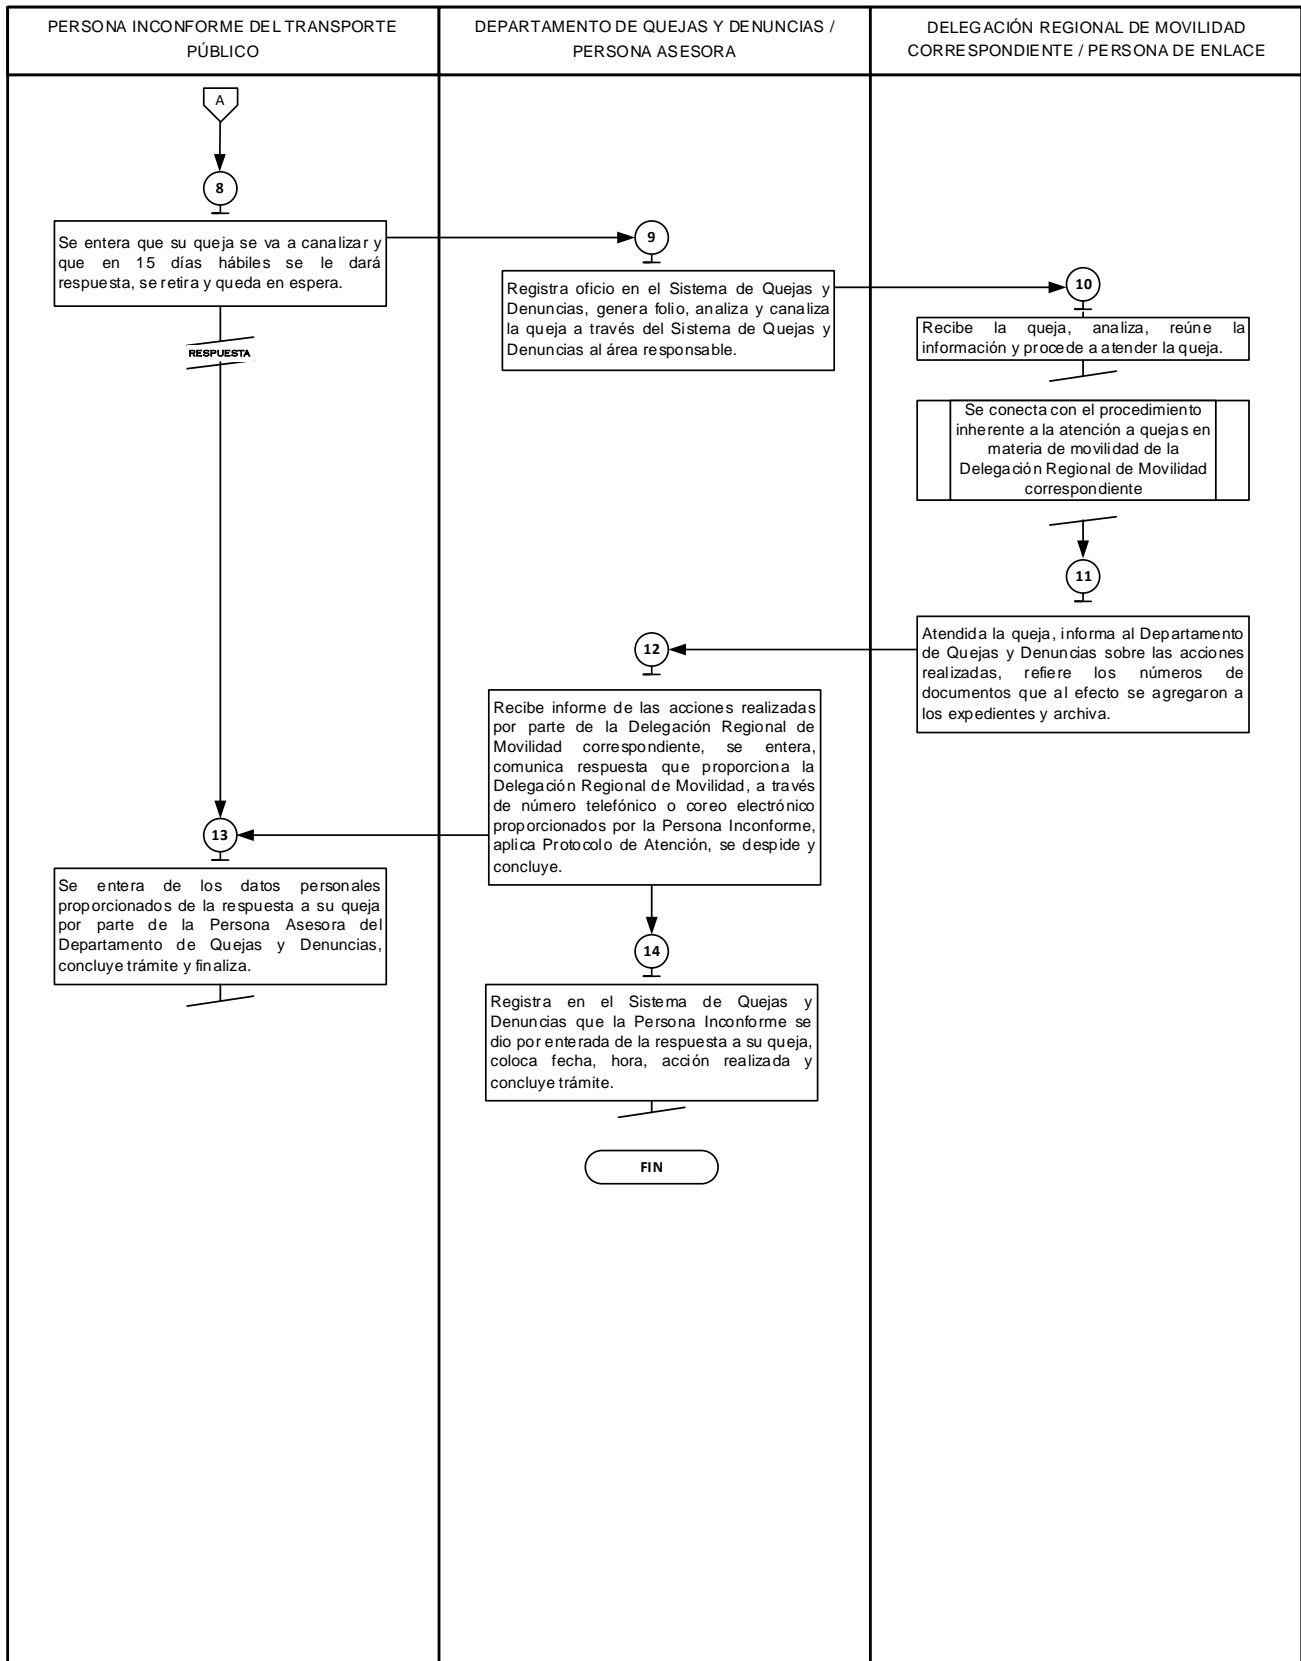 PERSONA INCONFORME DEL TRANSPORTE
PÚBLICO
DEPARTAMENTO DE QUEJAS Y DENUNCIAS /
PERSONA ASESORA
DELEGACIÓN REGIONAL DE MOVILIDAD
CORRESPONDIENTE / PERSONA DE ENLACE
A
8
Se entera que su queja se va a canalizar y
que en 15 días hábiles se le dará
respuesta, se retira y queda en espera.
RESPUESTA
9
Registra oficio en el Sistema de Quejas y
Denuncias, genera folio, analiza y canaliza
la queja a través del Sistema de Quejas y
Denuncias al área responsable.
10
Recibe la queja, analiza, reúne la
información y procede a atender la queja.
Se conecta con el procedimiento
inherente a la atención a quejas en
materia de movilidad de la
Delegación Regional de Movilidad
correspondiente
11
Atendida la queja, informa al Departamento
de Quejas y Denuncias sobre las acciones
realizadas, refiere los números de
documentos que al efecto se agregaron a
los expedientes y archiva.
12
Recibe informe de las acciones realizadas
por parte de la Delegación Regional de
Movilidad correspondiente, se entera,
comunica respuesta que proporciona la
Delegación Regional de Movilidad, a través
de número telefónico o coreo electrónico
proporcionados por la Persona Inconforme,
aplica Protocolo de Atención, se despide y
concluye.
13
Se entera de los datos personales
proporcionados de la respuesta a su queja
por parte de la Persona Asesora del
Departamento de Quejas y Denuncias,
concluye trámite y finaliza.
14
Registra en el Sistema de Quejas y
Denuncias que la Persona Inconforme se
dio por enterada de la respuesta a su queja,
coloca fecha, hora, acción realizada y
concluye trámite.
FIN